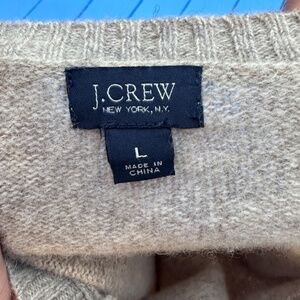 J.CREW
NEW YORK, N.Y.
L
MADE IN
CHINA